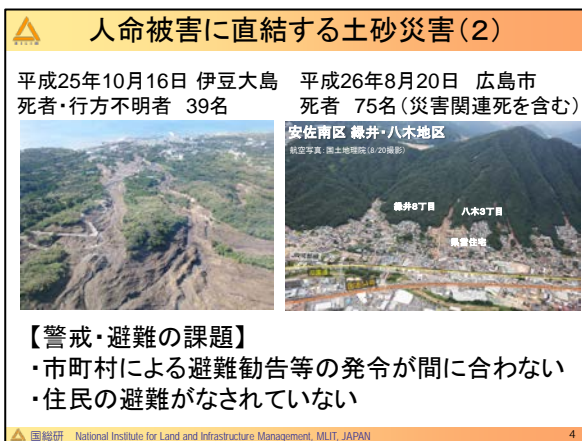 人命被害に直結する土砂災害(2)
平成25年10月16日 伊豆大島
死者・行方不明者 39名
平成26年8月20日 広島市
死者 75名(災害関連死を含む)
安佐南区 緑井・八木地区
航空写真:国土地理院(8/20撮影)
緑井8丁目
八木3丁目
県営住宅
【警戒・避難の課題】
・市町村による避難勧告等の発令が間に合わない
・住民の避難がなされていない
国総研 National Institute for Land and Infrastructure Management, MLIT, JAPAN
4